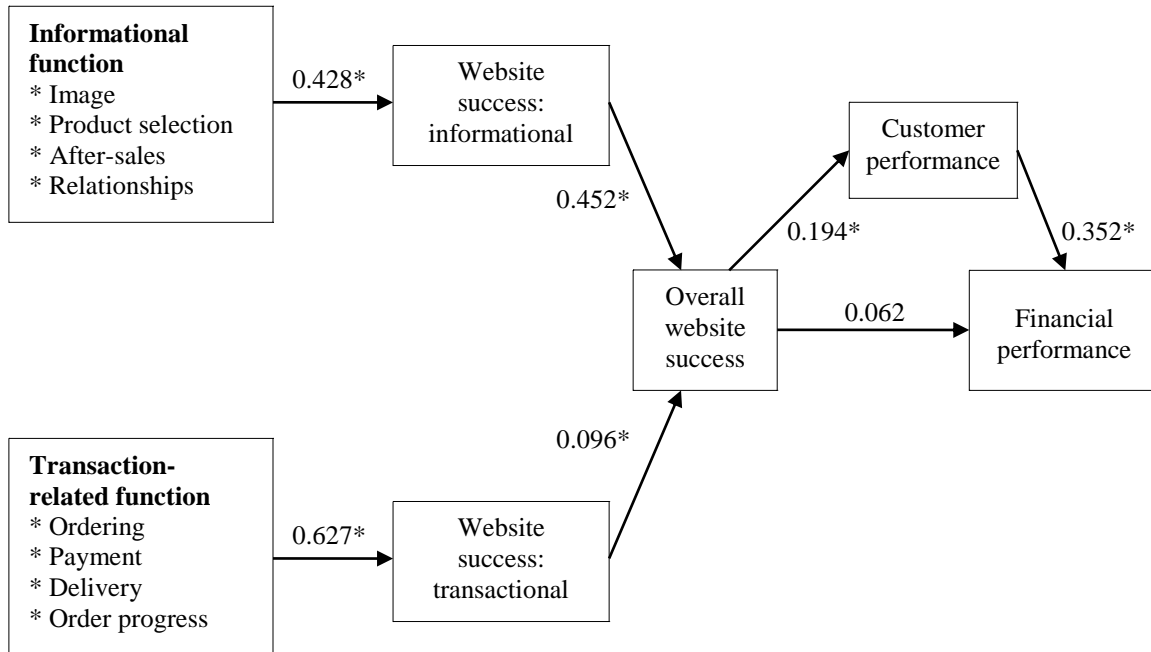 Informational
function
* Image
* Product selection
* After-sales
* Relationships
0.428*
Website
success:
informational
0.452*
Customer
performance
0.194*
0.352*
Overall
website
success
0.062
Financial
performance
0.096*
Transaction-
related function
* Ordering
* Payment
* Delivery
* Order progress
0.627*
Website
success:
transactional